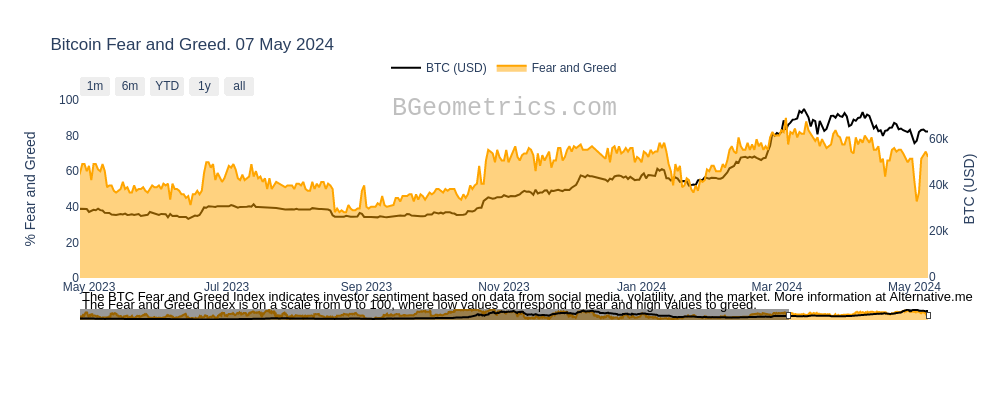 Bitcoin Fear and Greed. 07 May 2024
BTC (USD)
Fear and Greed
1m 6m YTD 1y all
BGeometrics.com
100
80
60
40
20
0
% Fear and Greed
60k
40k
20k
0
BTC (USD)
May 2023 Jul 2023 Sep 2023 Nov 2023 Jan 2024 Mar 2024 May 2024
The BTC Fear and Greed Index indicates investor sentiment based on data from social media, volatility, and the market. More information at Alternative.me
The Fear and Greed Index is on a scale from 0 to 100, where low values correspond to fear and high values to greed.